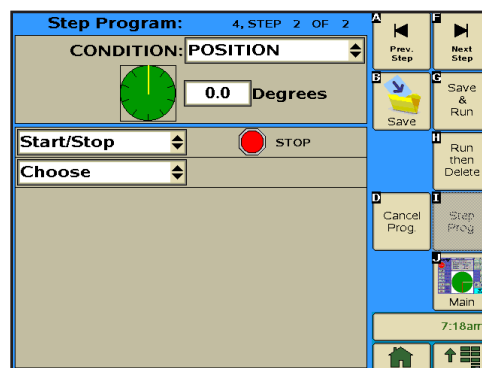 Step Program: 4, STEP 2 OF 2
CONDITION: POSITION
0.0 Degrees
Start/Stop STOP
Choose
A
Prev.
Step
F
Next
Step
B
Save
G
Save
&
Run
H
Run
then
Delete
D
Cancel
Prog.
I
Step
Prog
J
Main
7:18am